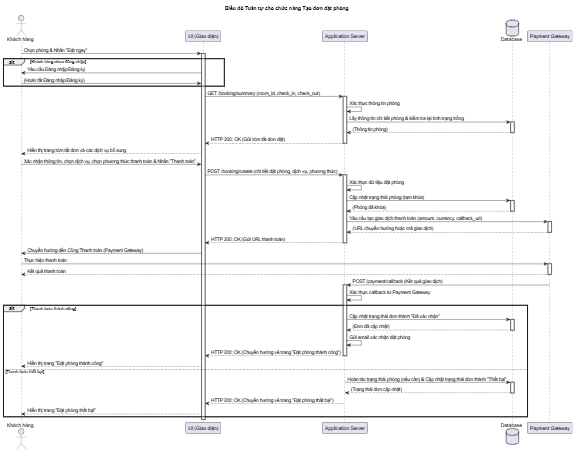 Biểu đồ Tuần tự cho chức năng Tạo đơn đặt phòng
Khách hàng
UI (Giao diện)
Application Server
Database
Payment Gateway
Chọn phòng & Nhấn "Đặt ngay"
alt
[Khách hàng chưa đăng nhập]
Yêu cầu Đăng nhập/Đăng ký
(Hoàn tất Đăng nhập/Đăng ký)
GET /booking/summary (room_id, check_in, check_out)
Xác thực thông tin phòng
Lấy thông tin chi tiết phòng & kiểm tra lại tình trạng trống
(Thông tin phòng)
HTTP 200: OK (Gửi tóm tắt đơn đặt)
Hiển thị trang tóm tắt đơn và các dịch vụ bổ sung
Xác nhận thông tin, chọn dịch vụ, chọn phương thức thanh toán & Nhấn "Thanh toán"
POST /booking/create (chi tiết đặt phòng, dịch vụ, phương thức)
Xác thực dữ liệu đặt phòng
Cập nhật trạng thái phòng (tạm khóa)
(Phòng đã khóa)
Yêu cầu tạo giao dịch thanh toán (amount, currency, callback_url)
(URL chuyển hướng hoặc mã giao dịch)
HTTP 200: OK (Gửi URL thanh toán)
Chuyển hướng đến Cổng Thanh toán (Payment Gateway)
Thực hiện thanh toán
Kết quả thanh toán
POST /payment/callback (Kết quả giao dịch)
Xác thực callback từ Payment Gateway
alt
[Thanh toán thành công]
Cập nhật trạng thái đơn thành "Đã xác nhận"
(Đơn đã cập nhật)
Gửi email xác nhận đặt phòng
HTTP 200: OK (Chuyển hướng về trang "Đặt phòng thành công")
Hiển thị trang "Đặt phòng thành công"
[Thanh toán thất bại]
Hoàn tác trạng thái phòng (nếu cần) & Cập nhật trạng thái đơn thành "Thất bại"
(Trạng thái đơn cập nhật)
HTTP 200: OK (Chuyển hướng về trang "Đặt phòng thất bại")
Hiển thị trang "Đặt phòng thất bại"
Khách hàng
UI (Giao diện)
Application Server
Database
Payment Gateway